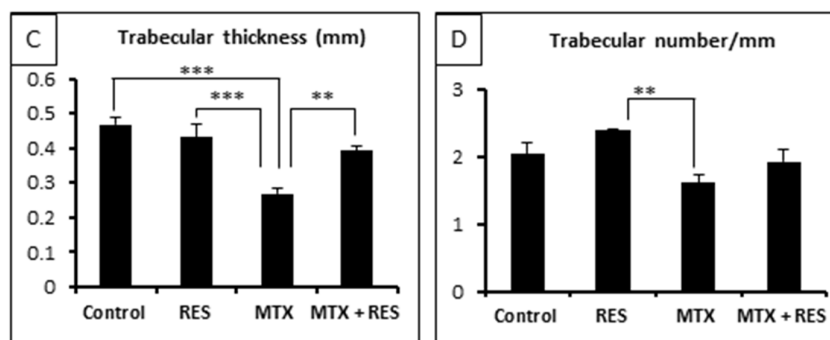 C
Trabecular thickness (mm)
0.6
0.5
0.4
0.3
0.2
0.1
0
***
***
**
Control RES MTX MTX + RES
D
Trabecular number/mm
3
2
1
0
**
Control RES MTX MTX + RES